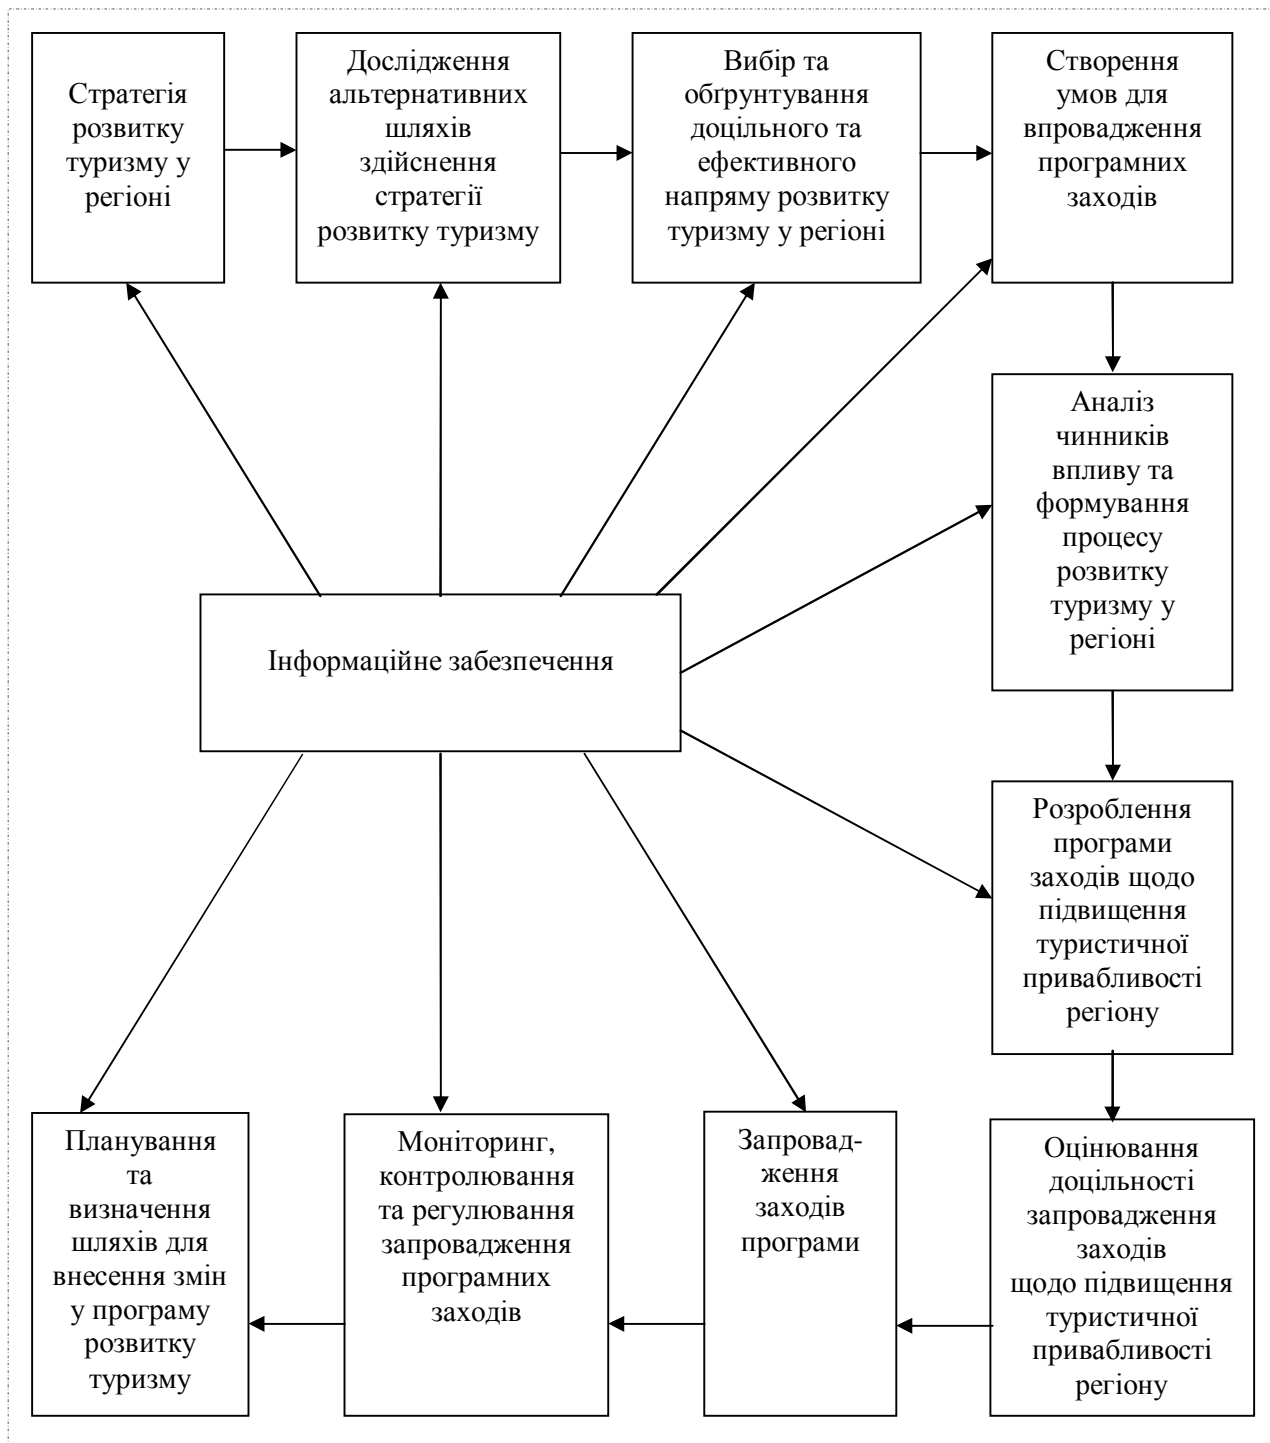 Стратегія
розвитку
туризму у
регіоні
Дослідження
альтернативних
шляхів
здійснення
стратегії
розвитку туризму
Вибір та
обґрунтування
доцільного та
ефективного
напряму розвитку
туризму у регіоні
Створення
умов для
впровадження
програмних
заходів
Аналіз
чинників
впливу та
формування
процесу
розвитку
туризму у
регіоні
Інформаційне забезпечення
Розроблення
програми
заходів щодо
підвищення
туристичної
привабливості
регіону
Планування
та
визначення
шляхів для
внесення змін
у програму
розвитку
туризму
Моніторинг,
контролювання
та регулювання
запровадження
програмних
заходів
Запровад-
ження
заходів
програми
Оцінювання
доцільності
запровадження
заходів
щодо підвищення
туристичної
привабливості
регіону